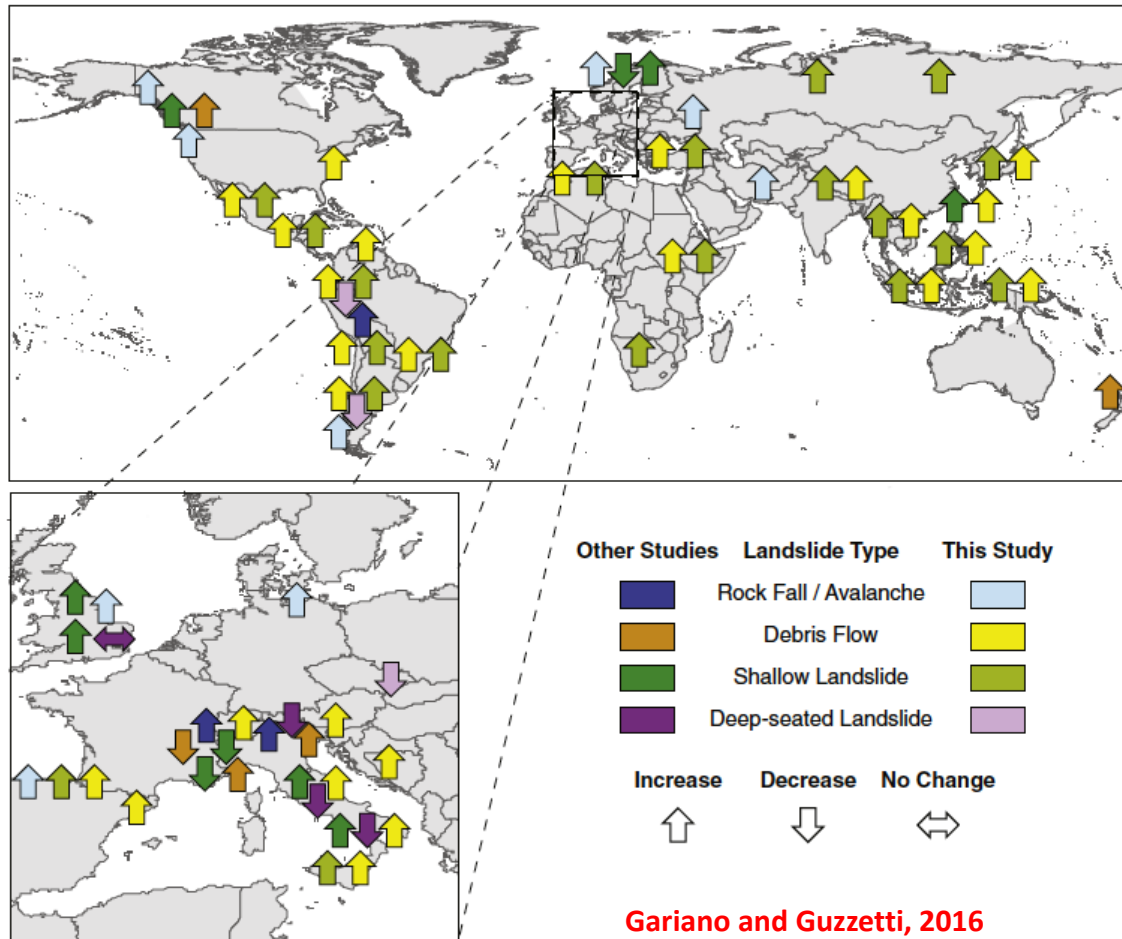 Other Studies Landslide Type This Study
Rock Fall / Avalanche
Debris Flow
Shallow Landslide
Deep-seated Landslide
Increase Decrease No Change
Gariano and Guzzetti, 2016